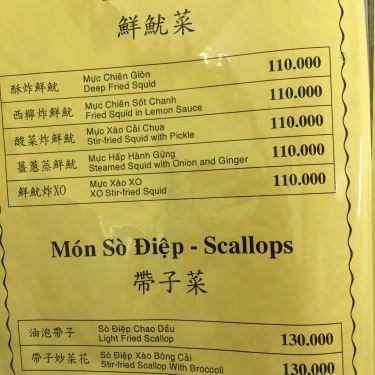 鮮魷菜
酥炸鮮魷 Mực Chiên Giòn 110.000
Deep Fried Squid
西檸炸鮮魷 Mực Chiên Sốt Chanh 110.000
Fried Squid in Lemon Sauce
酸菜炸鮮魷 Mực Xào Cải Chua 110.000
Stir-fried Squid with Pickle
薑蔥蒸鮮魷 Mực Hấp Hành Gừng 110.000
Steamed Squid with Onion and Ginger
鮮魷炸XO Mực Xào XO 110.000
XO Stir-fried Squid
Món Sò Điệp - Scallops
帶子菜
油泡帶子 Sò Điệp Chao Dầu 130.000
Light Fried Scallop
帶子炒菜花 Sò Điệp Xào Bông Cải 130.000
Stir-fried Scallop With Broccoli